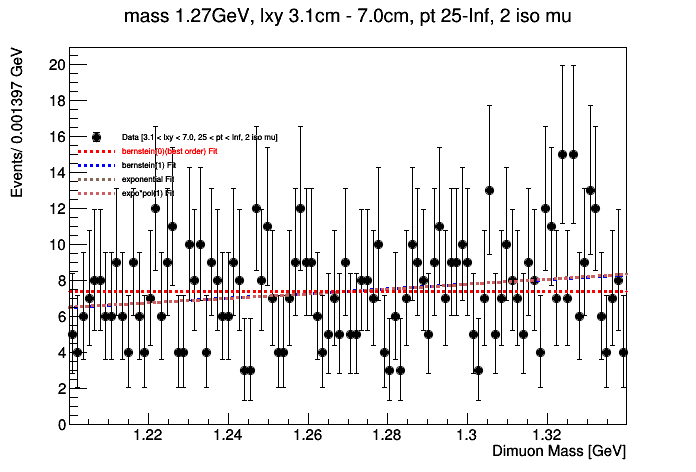 mass 1.27GeV, lxy 3.1cm - 7.0cm, pt 25-Inf, 2 iso mu
Events/ 0.001397 GeV
20
18
16
14
12
10
8
6
4
2
0
Data [3.1 < lxy < 7.0, 25 < pt < Inf, 2 iso mu]
bernstein[0](best order) Fit
bernstein(1) Fit
exponential Fit
expo*pol(1) Fit
1.22 1.24 1.26 1.28 1.3 1.32
Dimuon Mass [GeV]